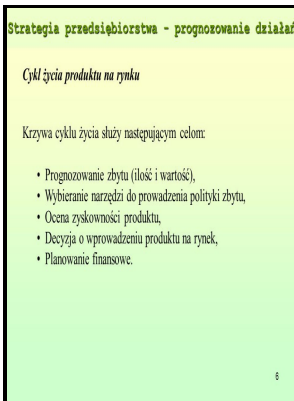 Strategia przedsiębiorstwa - prognozowanie działań
Cykl życia produktu na rynku
Krzywa cyklu życia służy następującym celom:
• Prognozowanie zbytu (ilość i wartość),
• Wybieranie narzędzi do prowadzenia polityki zbytu,
• Ocena zyskowności produktu,
• Decyzja o wprowadzeniu produktu na rynek,
• Planowanie finansowe.
6